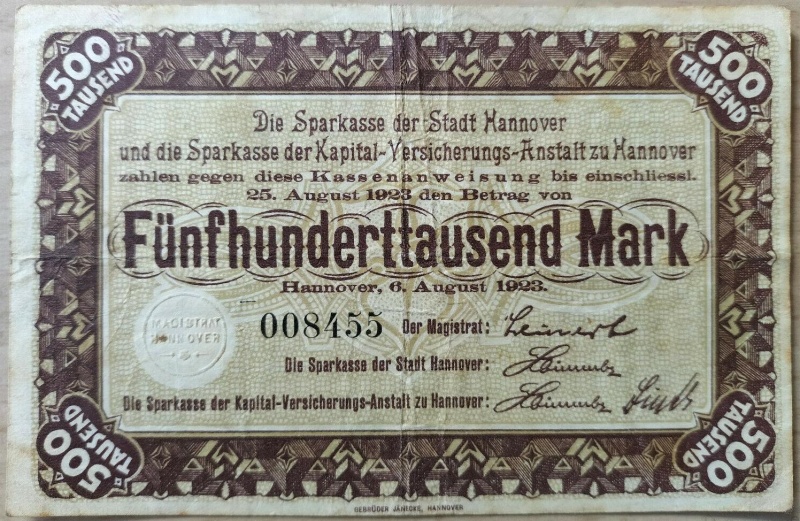 500 TAUSEND
500 TAUSEND
Die Sparkasse der Stadt Hannover
und die Sparkasse der Kapital-Versicherungs-Anstalt zu Hannover
zahlen gegen diese Kassenanweisung bis einschliessl.
25. August 1923 den Betrag von
Fünfhunderttausend Mark
Hannover, 6. August 1923.
MAGISTRAT HANNOVER
008455 Der Magistrat:
Die Sparkasse der Stadt Hannover:
Die Sparkasse der Kapital-Versicherungs-Anstalt zu Hannover:
500 TAUSEND
500 TAUSEND
GEBRÜDER JÄNECKE, HANNOVER